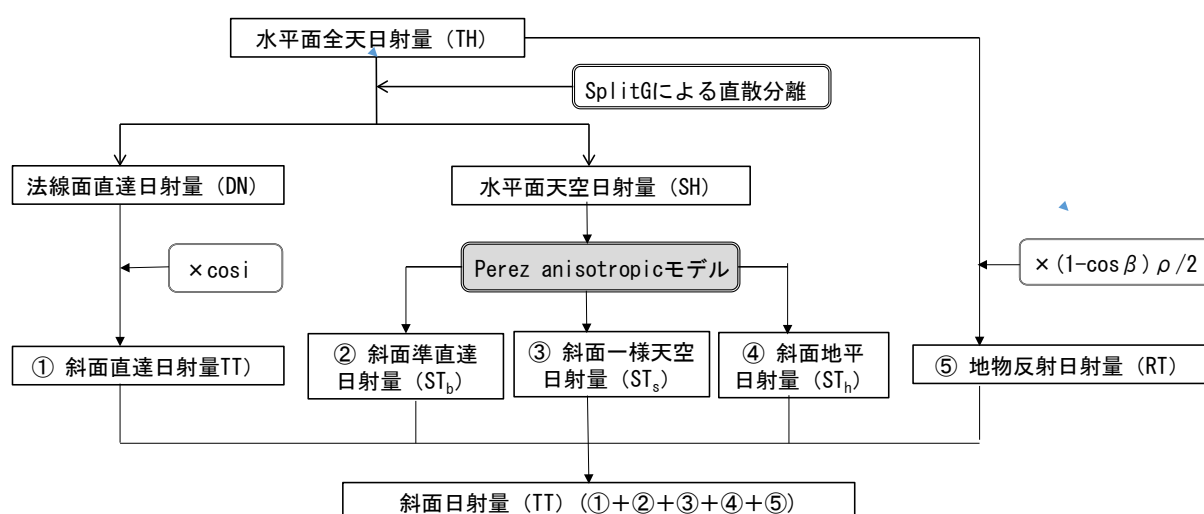 水平面全天日射量（TH）
SplitGによる直散分離
法線面直達日射量（DN）
水平面天空日射量（SH）
×cosi
Perez anisotropicモデル
×(1-cosβ)ρ/2
① 斜面直達日射量TT）
② 斜面準直達
日射量（STb）
③ 斜面一様天空
日射量（STs）
④ 斜面地平
日射量（STh）
⑤ 地物反射日射量（RT）
斜面日射量（TT）(①+②+③+④+⑤)